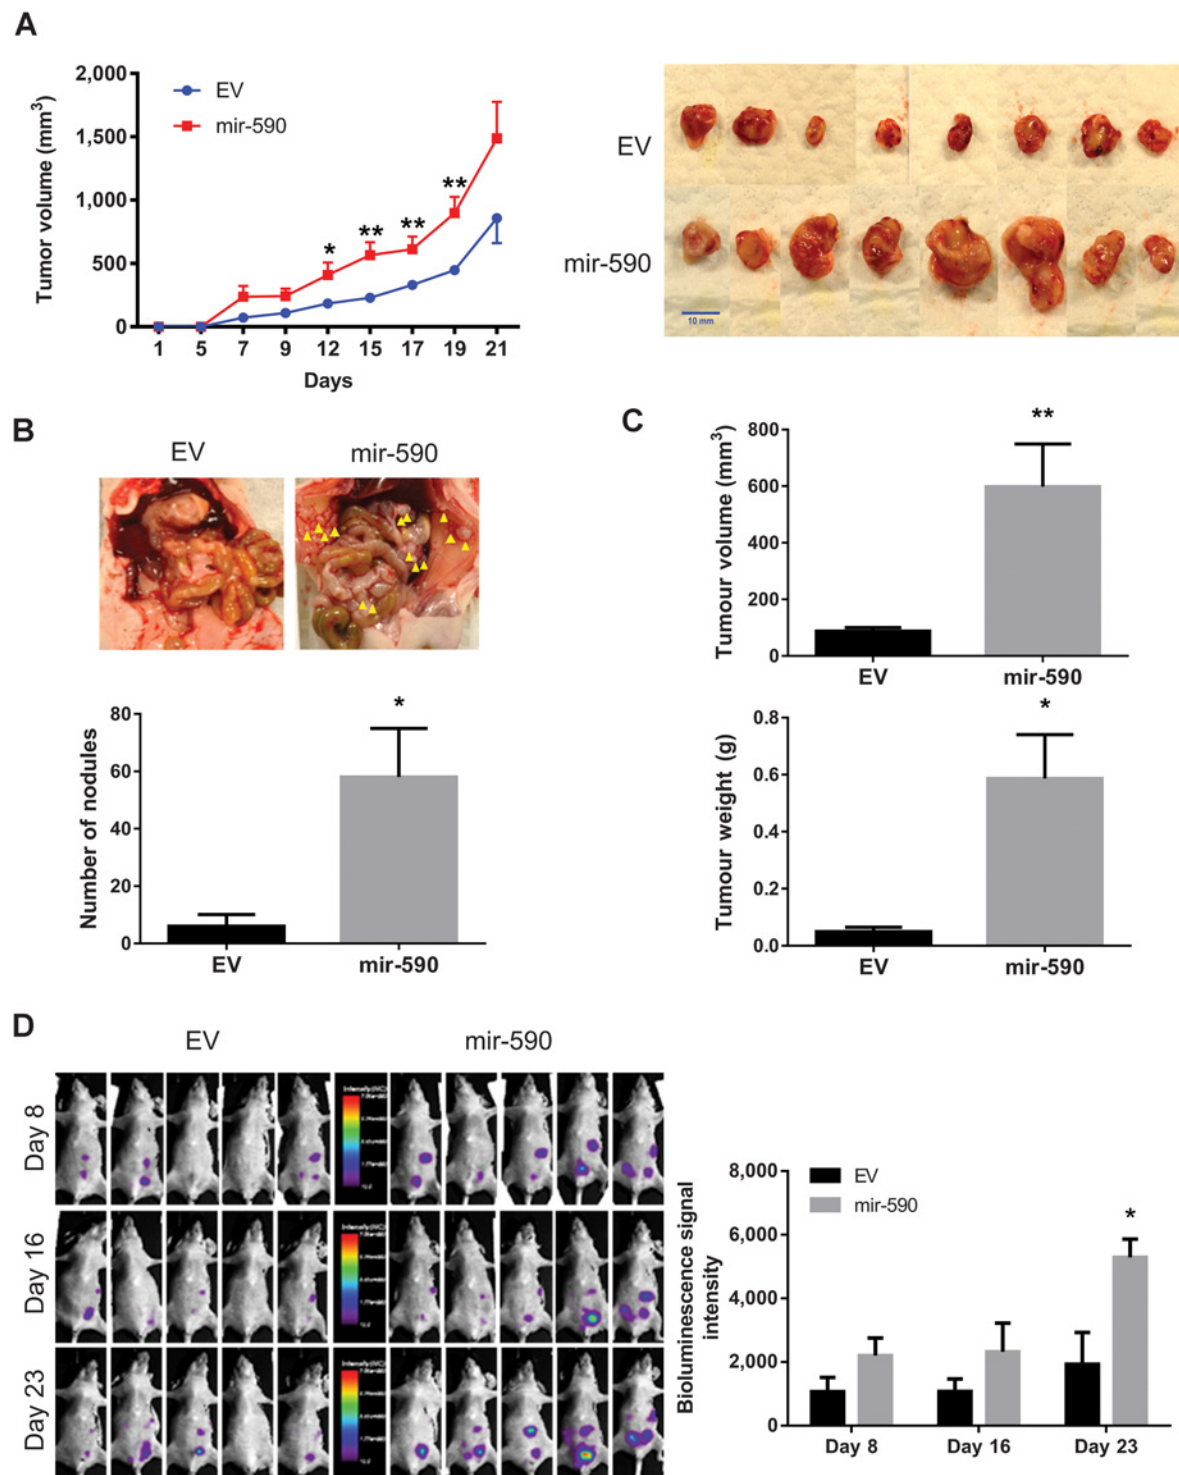 A
Tumor volume (mm³)
2,000
1,500
1,000
500
0
EV
mir-590
*
**
**
**
1 5 7 9 12 15 17 19 21
Days
EV
mir-590
10 mm
B
EV mir-590
Number of nodules
80
60
40
20
0
*
EV mir-590
C
Tumour volume (mm³)
800
600
400
200
0
**
EV mir-590
Tumour weight (g)
0.8
0.6
0.4
0.2
0.0
*
EV mir-590
D
EV mir-590
Day 8
Day 16
Day 23
Bioluminescence signal
intensity
8,000
6,000
4,000
2,000
0
EV
mir-590
*
Day 8 Day 16 Day 23